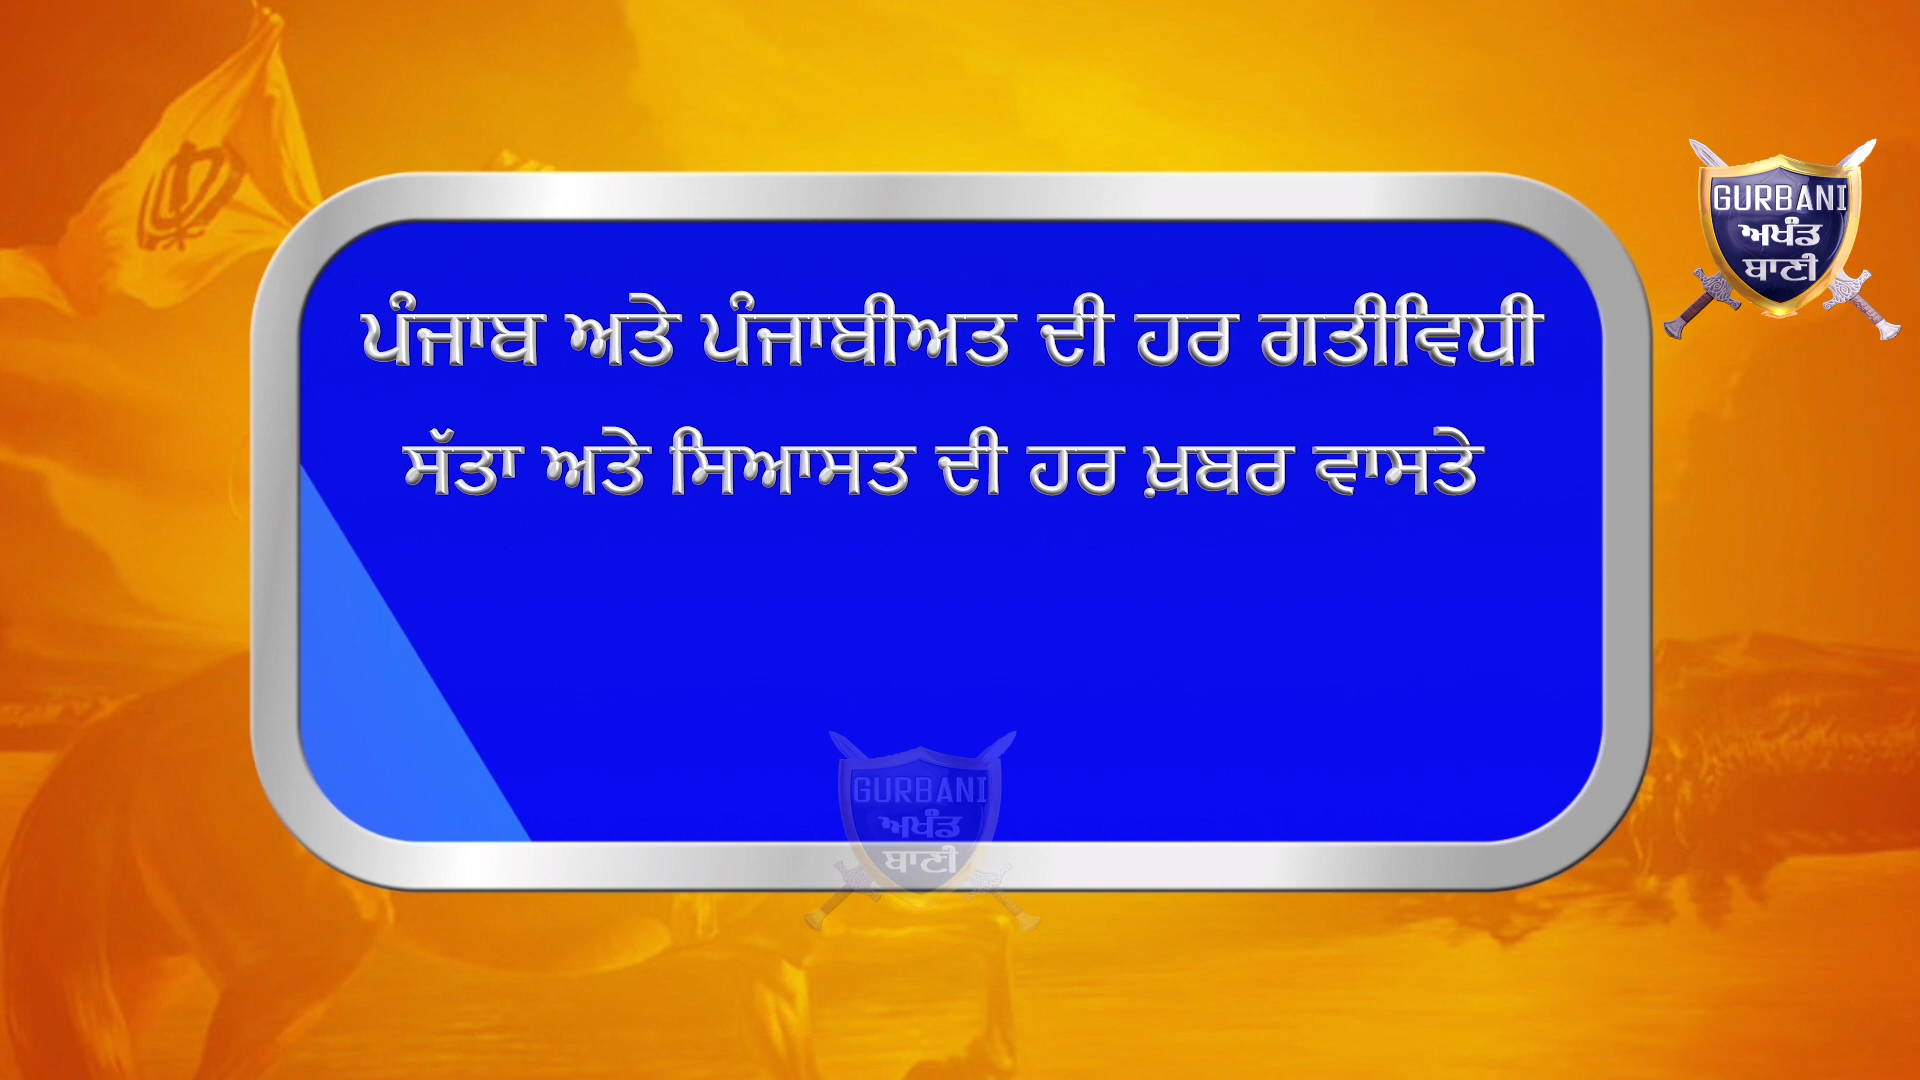 GURBANI
ਅਖੰਡ
ਬਾਣੀ
ਪੰਜਾਬ ਅਤੇ ਪੰਜਾਬੀਅਤ ਦੀ ਹਰ ਗਤੀਵਿਧੀ
ਸੱਤਾ ਅਤੇ ਸਿਆਸਤ ਦੀ ਹਰ ਖ਼ਬਰ ਵਾਸਤੇ
GURBANI
ਅਖੰਡ
ਬਾਣੀ